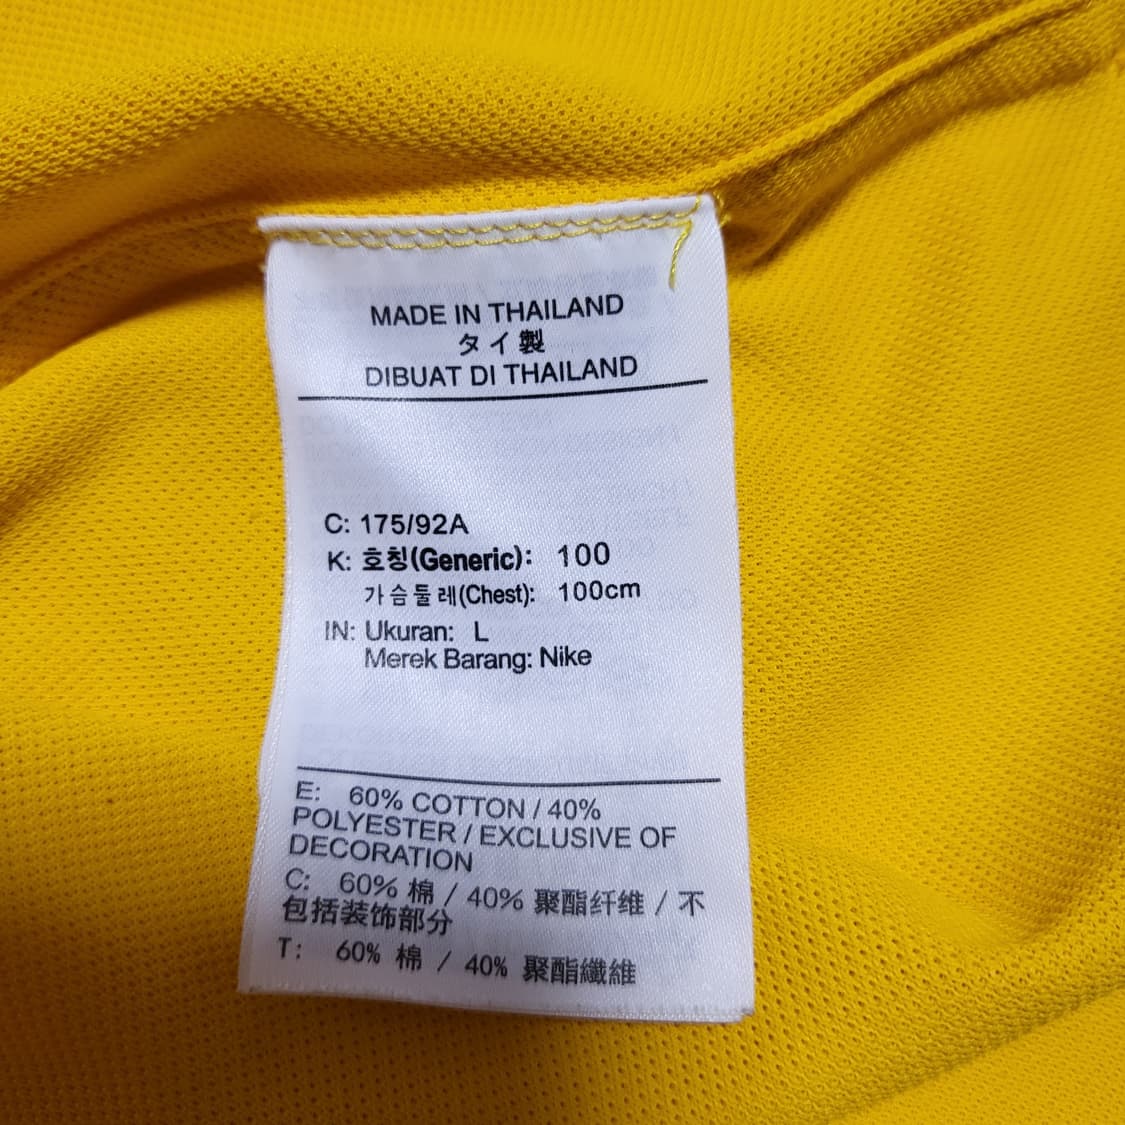 MADE IN THAILAND
タイ製
DIBUAT DI THAILAND
C: 175/92A
K: 호칭(Generic): 100
가슴둘레(Chest): 100cm
IN: Ukuran: L
Merek Barang: Nike
E: 60% COTTON / 40%
POLYESTER / EXCLUSIVE OF
DECORATION
C: 60% 棉 / 40% 聚酯纤维 / 不
包括装饰部分
T: 60% 棉 / 40% 聚酯纖維